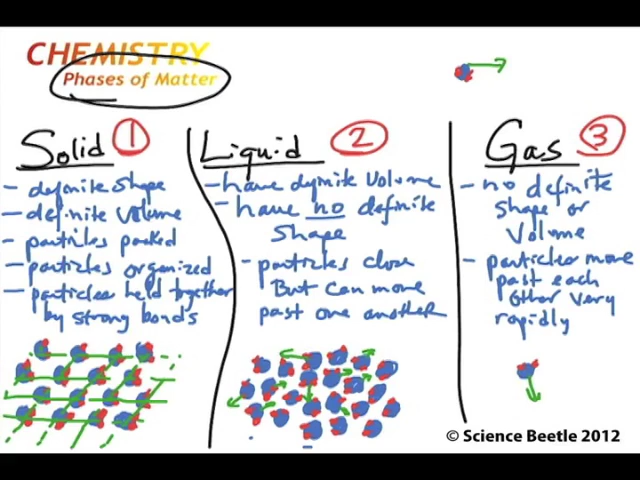 CHEMISTRY
Phases of Matter
Solid 1
- definite shape
- definite volume
- particles packed
- particles organized
- particles held together
by strong bonds
Liquid 2
- have definite volume
- have no definite
shape
- particles close
But can move
past one another
Gas 3
- no definite
shape or
volume
- particles move
past each
other very
rapidly
© Science Beetle 2012